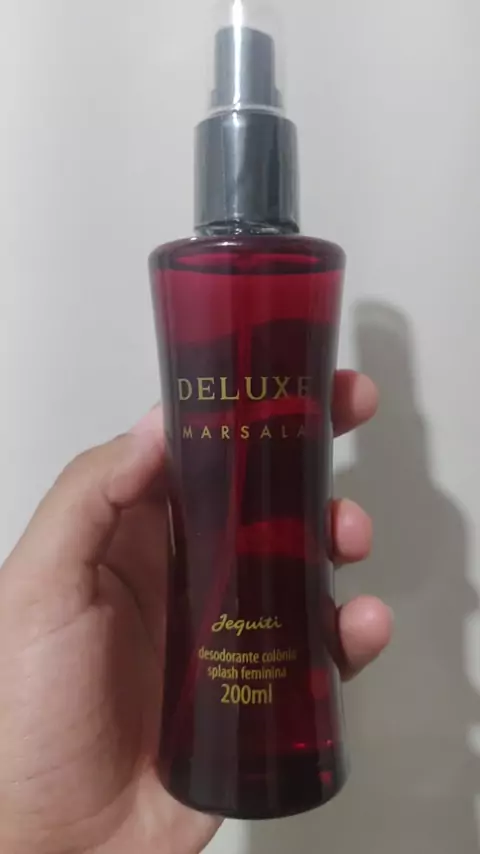 DELUXE
MARSALA
Jequiti
desodorante colônia
splash feminina
200ml